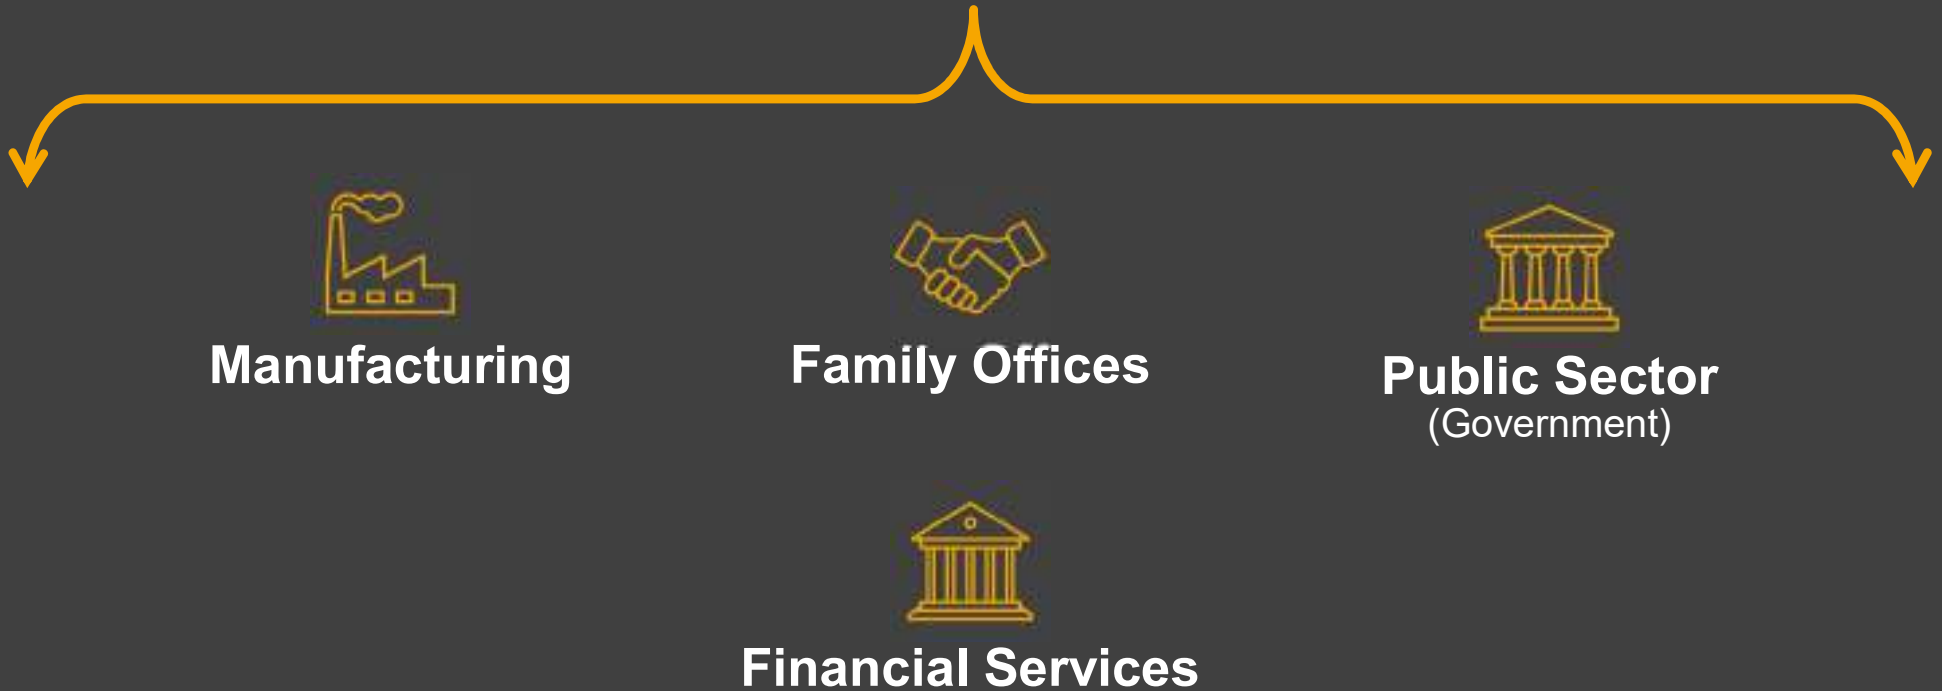 Manufacturing
Family Offices
Public Sector
(Government)
Financial Services